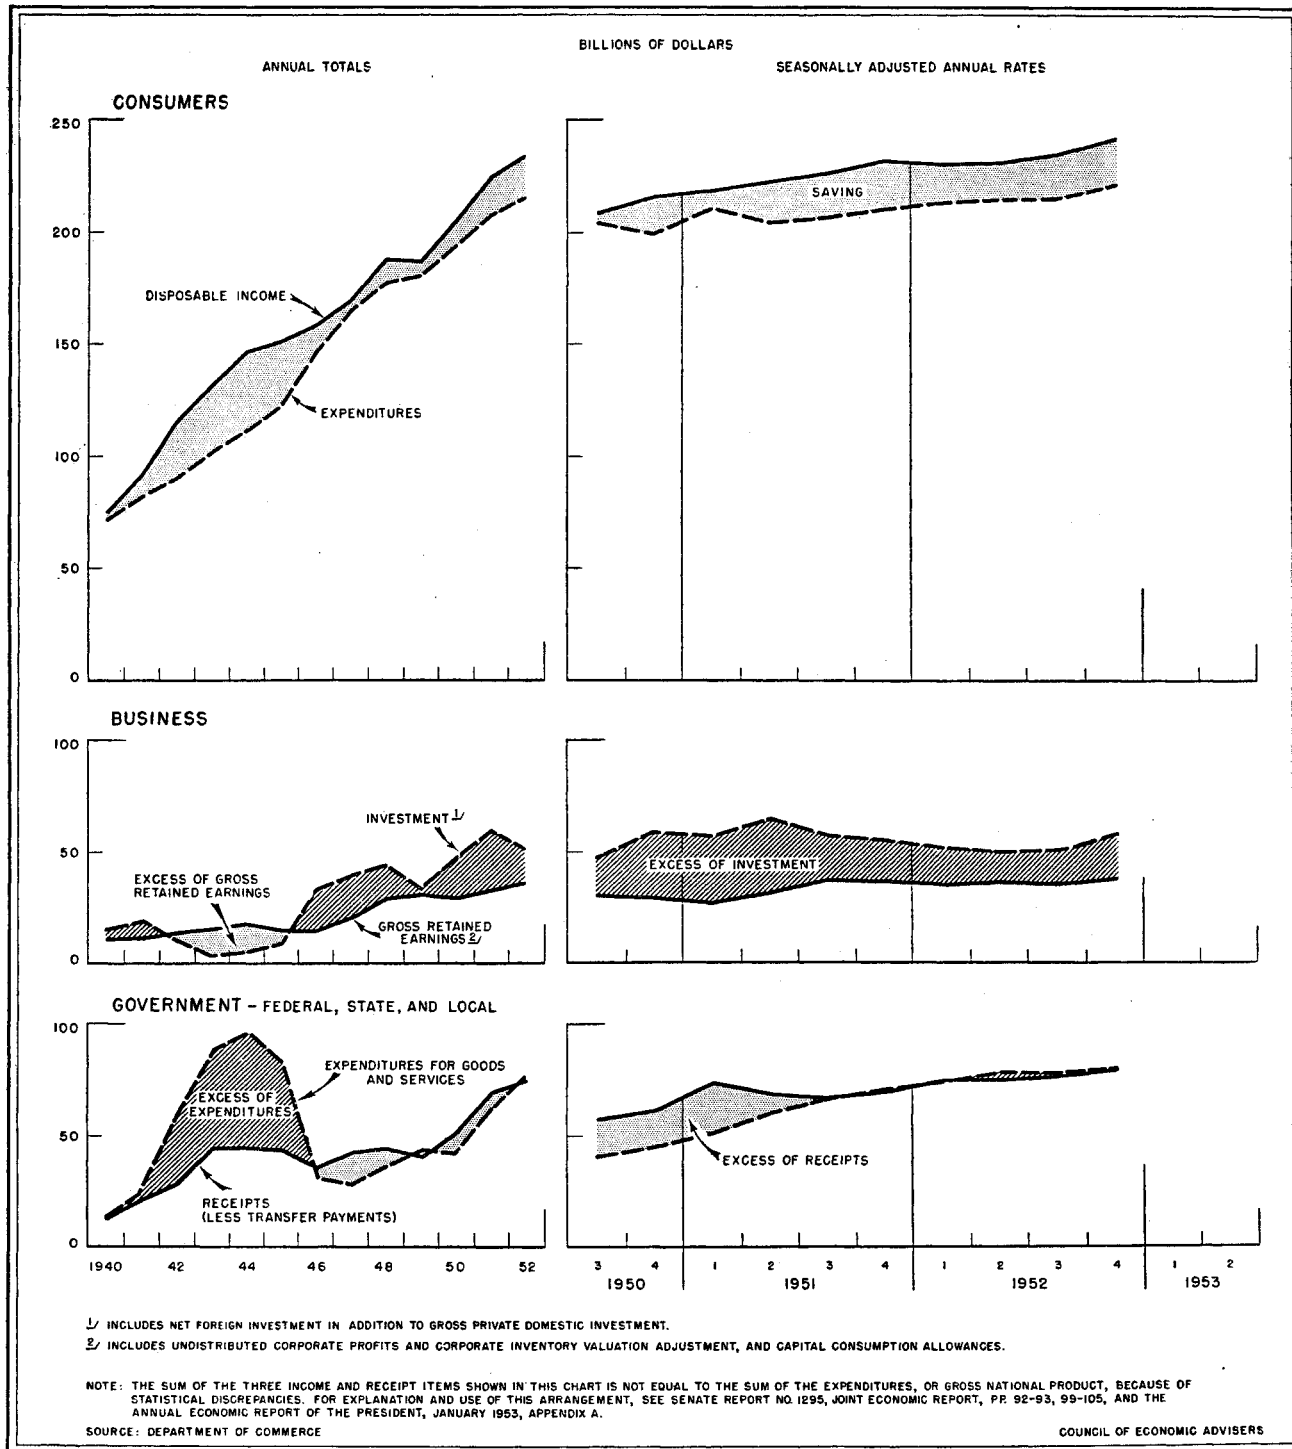 BILLIONS OF DOLLARS
ANNUAL TOTALS
SEASONALLY ADJUSTED ANNUAL RATES
CONSUMERS
250
200
150
100
50
0
DISPOSABLE INCOME
EXPENDITURES
SAVING
BUSINESS
100
50
0
INVESTMENT 1/
EXCESS OF GROSS
RETAINED EARNINGS
GROSS RETAINED
EARNINGS 2/
EXCESS OF INVESTMENT
GOVERNMENT – FEDERAL, STATE, AND LOCAL
100
50
0
EXPENDITURES FOR GOODS
AND SERVICES
EXCESS OF
EXPENDITURES
RECEIPTS
(LESS TRANSFER PAYMENTS)
EXCESS OF RECEIPTS
1940 42 44 46 48 50 52
3 4 1 2 3 4 1 2 3 4 1 2
1950 1951 1952 1953
1/ INCLUDES NET FOREIGN INVESTMENT IN ADDITION TO GROSS PRIVATE DOMESTIC INVESTMENT.
2/ INCLUDES UNDISTRIBUTED CORPORATE PROFITS AND CORPORATE INVENTORY VALUATION ADJUSTMENT, AND CAPITAL CONSUMPTION ALLOWANCES.
NOTE: THE SUM OF THE THREE INCOME AND RECEIPT ITEMS SHOWN IN THIS CHART IS NOT EQUAL TO THE SUM OF THE EXPENDITURES, OR GROSS NATIONAL PRODUCT, BECAUSE OF
STATISTICAL DISCREPANCIES. FOR EXPLANATION AND USE OF THIS ARRANGEMENT, SEE SENATE REPORT NO. 1295, JOINT ECONOMIC REPORT, PP. 92-93, 99-105, AND THE
ANNUAL ECONOMIC REPORT OF THE PRESIDENT, JANUARY 1953, APPENDIX A.
SOURCE: DEPARTMENT OF COMMERCE
COUNCIL OF ECONOMIC ADVISERS